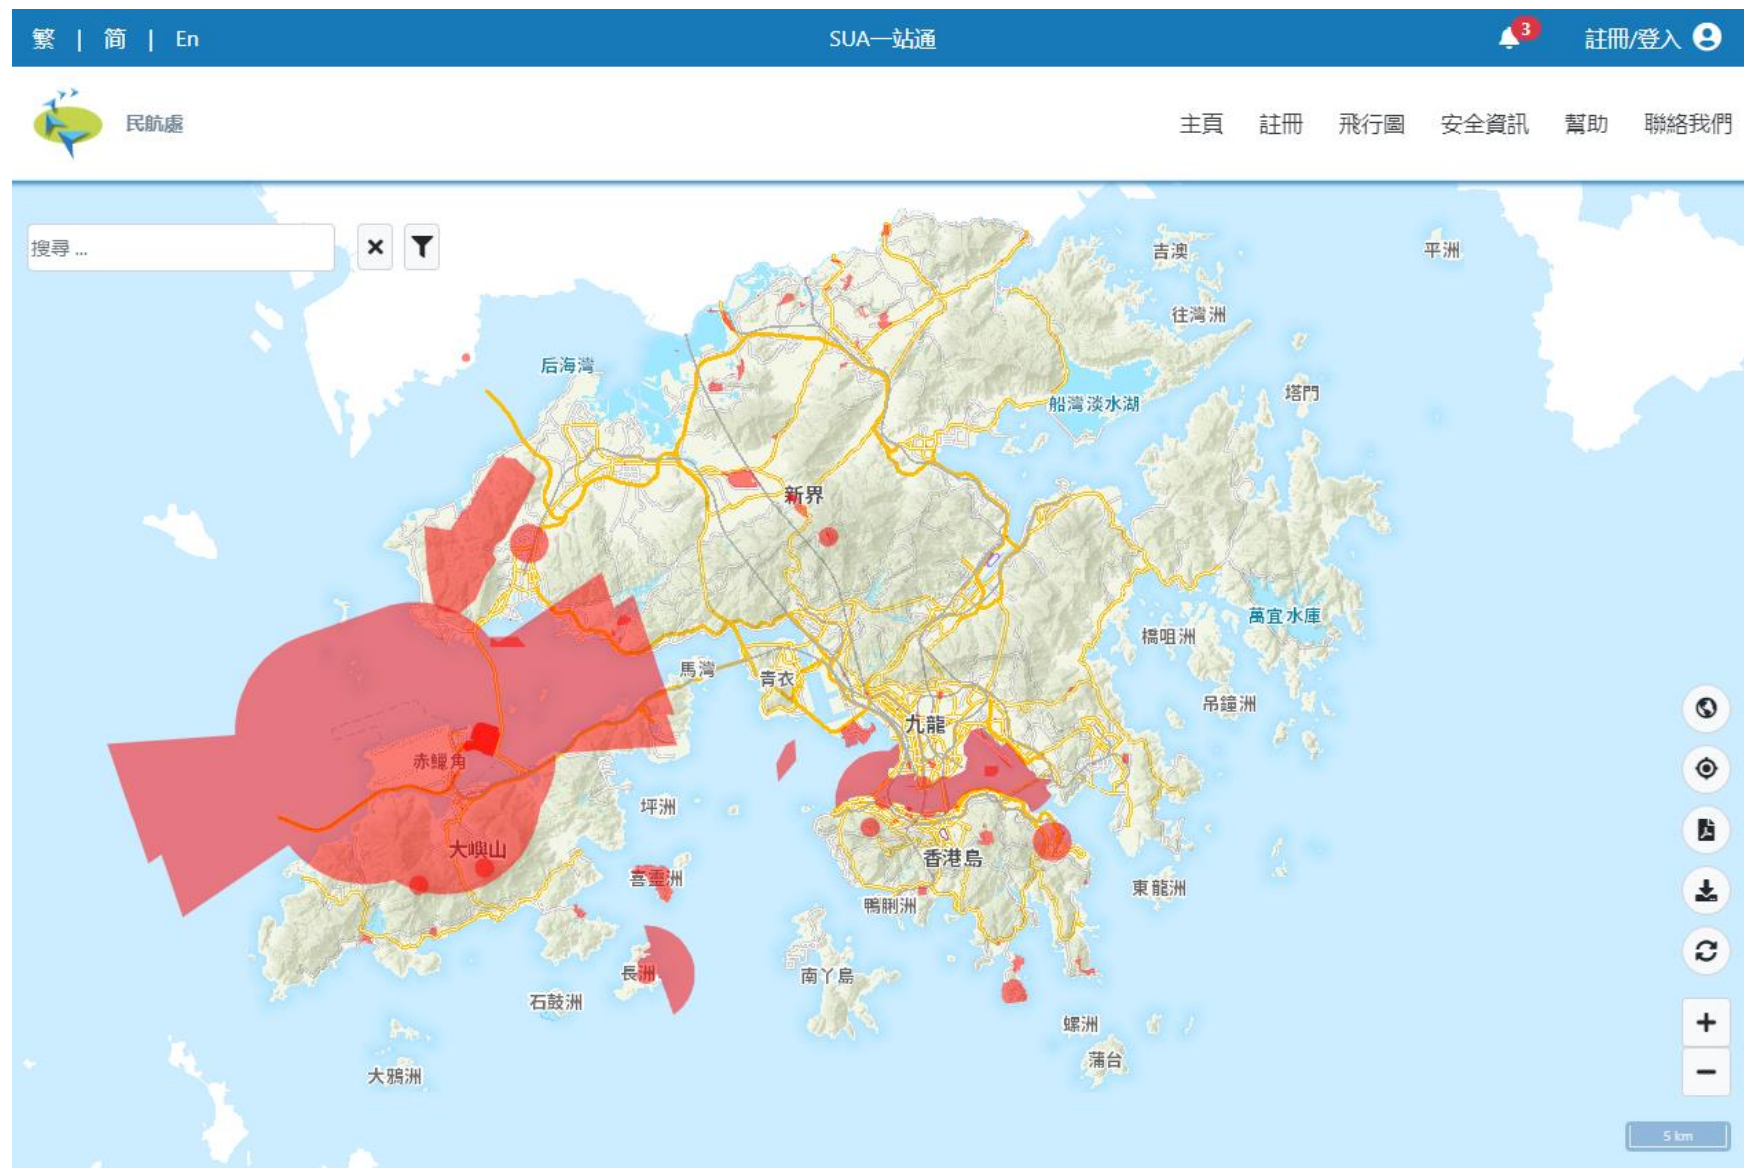 繁 | 简 | En
SUA一站通
3
註冊/登入
民航處
主頁 註冊 飛行圖 安全資訊 幫助 聯絡我們
搜尋 ...
吉澳
平洲
往灣洲
后海灣
塔門
船灣淡水湖
新界
萬宜水庫
橋咀洲
馬灣
青衣
吊鐘洲
九龍
赤鱲角
坪洲
大嶼山
香港島
喜靈洲
東龍洲
鴨脷洲
長洲
南丫島
石鼓洲
螺洲
蒲台
大鴉洲
5 km